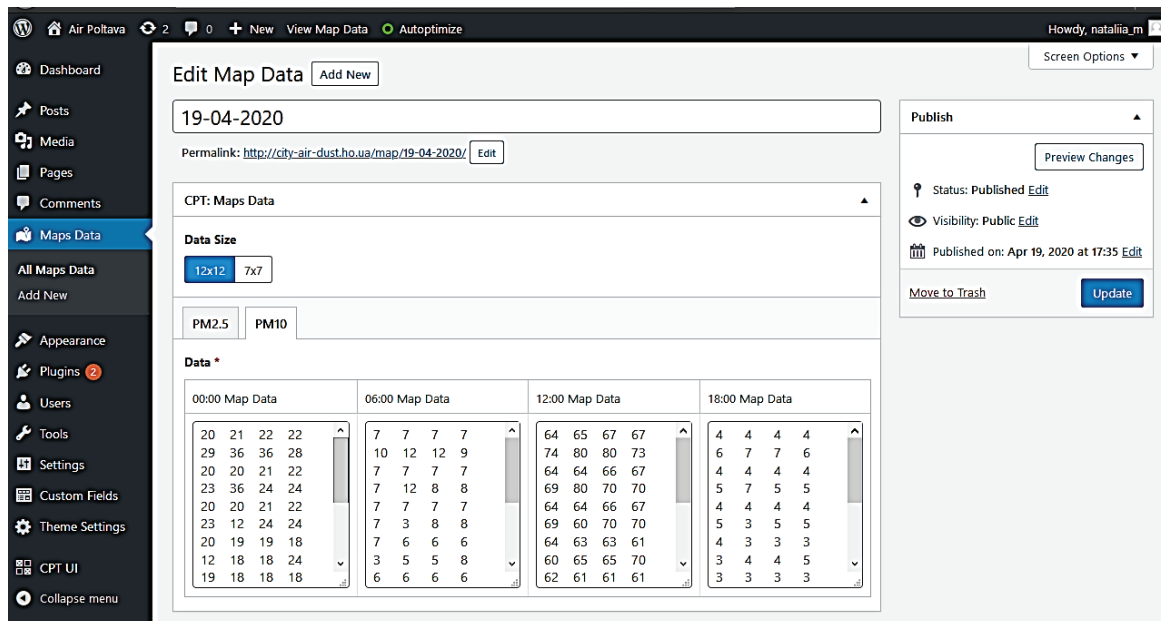 Air Poltava 2 0 New View Map Data Autoptimize Howdy, nataliia_m
Screen Options ▼
Dashboard
Posts
Media
Pages
Comments
Maps Data
All Maps Data
Add New
Appearance
Plugins 2
Users
Tools
Settings
Custom Fields
Theme Settings
CPT UI
Collapse menu
Edit Map Data Add New
19-04-2020
Permalink: http://city-air-dust.ho.ua/map/19-04-2020/ Edit
CPT: Maps Data
Data Size
12x12 7x7
PM2.5 PM10
Data *
00:00 Map Data 06:00 Map Data 12:00 Map Data 18:00 Map Data
20 21 22 22 7 7 7 7 64 65 67 67 4 4 4 4
29 36 36 28 10 12 12 9 74 80 80 73 6 7 7 6
20 20 21 22 7 7 7 7 64 64 66 67 4 4 4 4
23 36 24 24 7 12 8 8 69 80 70 70 5 7 5 5
20 20 21 22 7 7 7 7 64 64 66 67 4 4 4 4
23 12 24 24 7 3 8 8 69 60 70 70 5 3 5 5
20 19 19 18 7 6 6 6 64 63 63 61 4 3 3 3
12 18 18 24 3 5 5 8 60 65 65 70 3 4 4 5
19 18 18 18 6 6 6 6 62 61 61 61 3 3 3 3
Publish
Preview Changes
Status: Published Edit
Visibility: Public Edit
Published on: Apr 19, 2020 at 17:35 Edit
Move to Trash Update